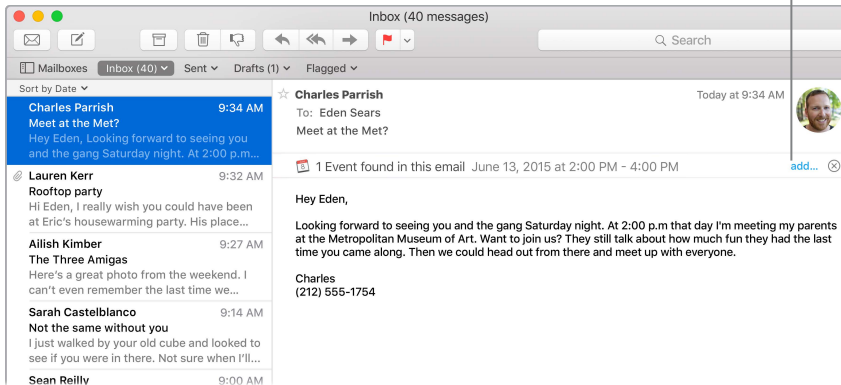 Inbox (40 messages)
Search
Mailboxes Inbox (40) Sent Drafts (1) Flagged
Sort by Date
Charles Parrish 9:34 AM
Meet at the Met?
Hey Eden, Looking forward to seeing you
and the gang Saturday night. At 2:00 p.m...
Lauren Kerr 9:32 AM
Rooftop party
Hi Eden, I really wish you could have been
at Eric's housewarming party. His place...
Ailish Kimber 9:27 AM
The Three Amigas
Here's a great photo from the weekend. I
can't even remember the last time we...
Sarah Castelblanco 9:14 AM
Not the same without you
I just walked by your old cube and looked to
see if you were in there. Not sure when I'll...
Sean Reilly 9:00 AM
Charles Parrish Today at 9:34 AM
To: Eden Sears
Meet at the Met?
1 Event found in this email June 13, 2015 at 2:00 PM - 4:00 PM add...
Hey Eden,
Looking forward to seeing you and the gang Saturday night. At 2:00 p.m that day I'm meeting my parents
at the Metropolitan Museum of Art. Want to join us? They still talk about how much fun they had the last
time you came along. Then we could head out from there and meet up with everyone.
Charles
(212) 555-1754